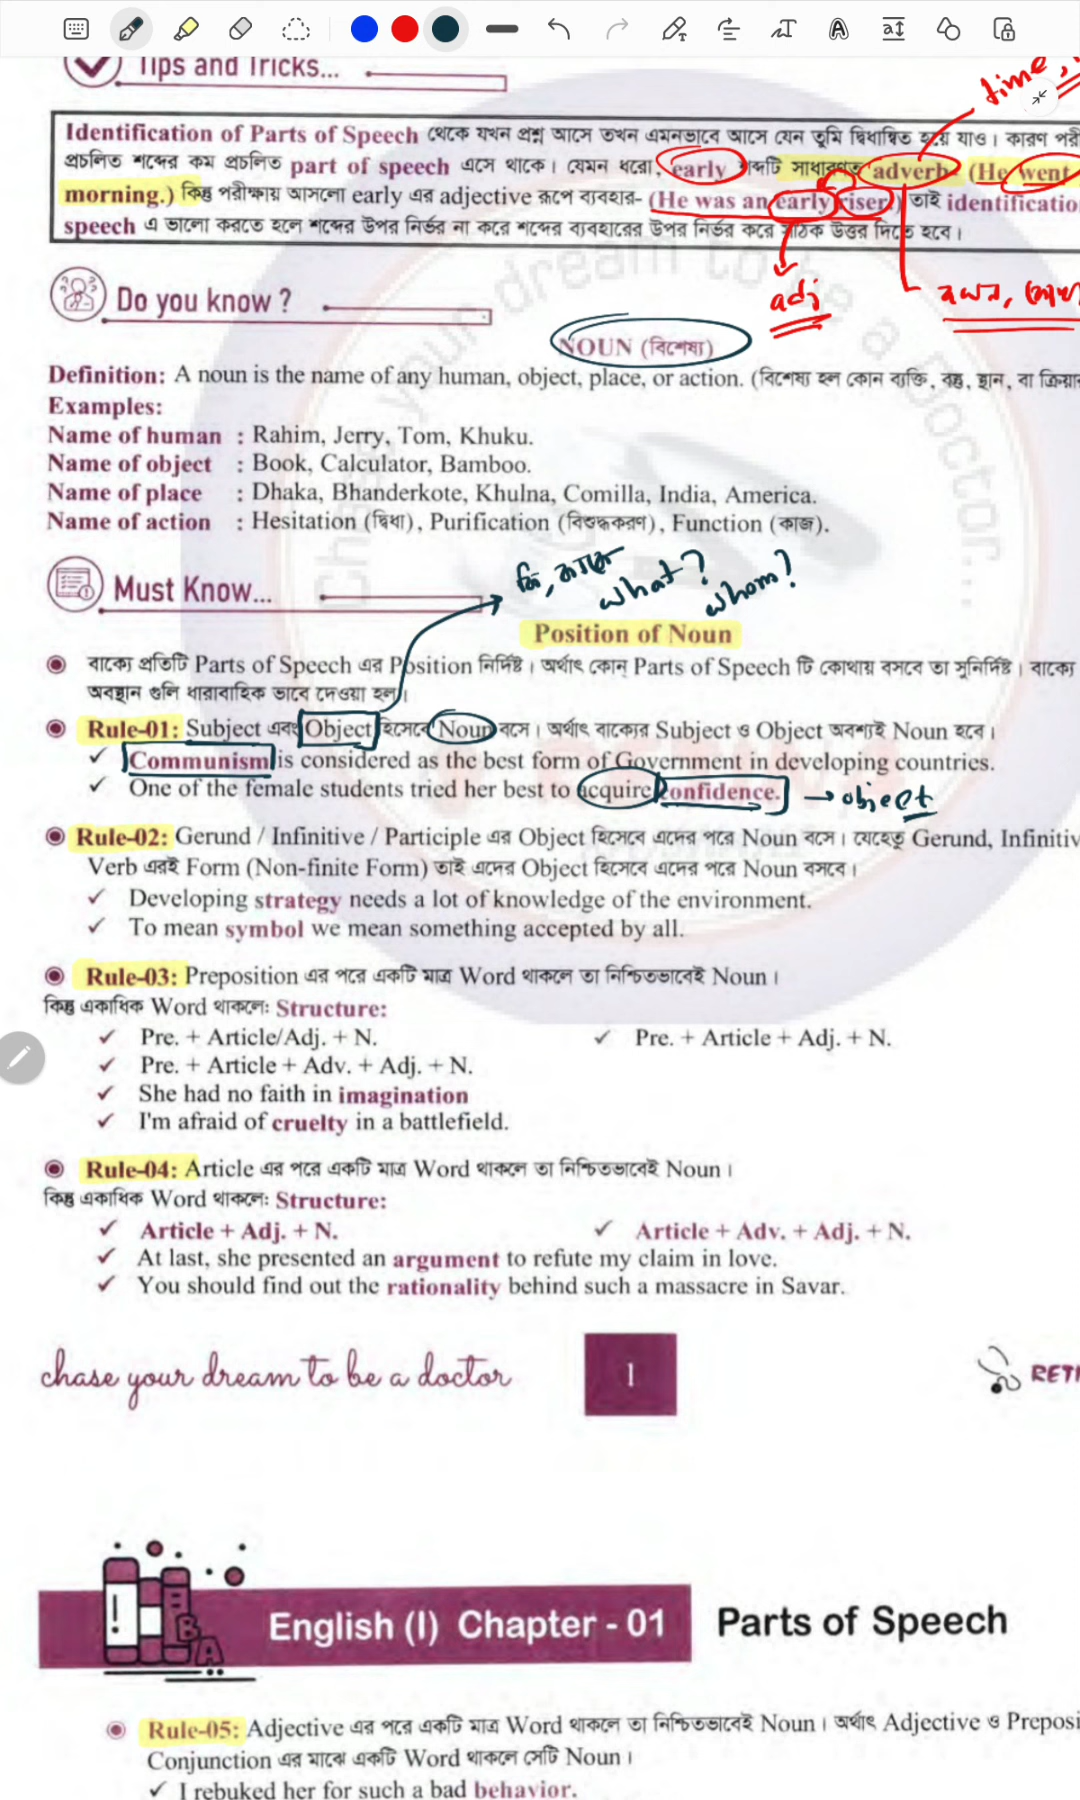 Tips and Tricks...
time,
Identification of Parts of Speech থেকে যখন প্রশ্ন আসে তখন এমনভাবে আসে যেন তুমি দ্বিধান্বিত হয়ে যাও। কারণ
প্রচলিত শব্দের কম প্রচলিত part of speech এসে থাকে। যেমন ধরো, early শব্দটি সাধারণত adverb (He went
morning.) কিন্তু পরীক্ষায় আসলো early এর adjective রূপে ব্যবহার- (He was an early riser.) তাই identificatio
speech এ ভালো করতে হলে শব্দের উপর নির্ভর না করে শব্দের ব্যবহারের উপর নির্ভর করে সঠিক উত্তর দিতে হবে।
adj
Do you know ?
NOUN (বিশেষ্য)
Definition: A noun is the name of any human, object, place, or action. (বিশেষ্য হল কোন ব্যক্তি, বস্তু, স্থান, বা
Examples:
Name of human : Rahim, Jerry, Tom, Khuku.
Name of object : Book, Calculator, Bamboo.
Name of place : Dhaka, Bhanderkote, Khulna, Comilla, India, America.
Name of action : Hesitation (দ্বিধা), Purification (বিশুদ্ধকরণ), Function (কাজ).
কি, কাকে
what?
whom?
Must Know...
Position of Noun
বাক্যে প্রতিটি Parts of Speech এর Position নির্দিষ্ট। অর্থাৎ কোন্ Parts of Speech টি কোথায় বসবে তা সুনির্দিষ্ট। বাক্যে
অবস্থান গুলি ধারাবাহিক ভাবে দেওয়া হল।
Rule-01: Subject এবং Object হিসেবে Noun বসে। অর্থাৎ বাক্যের Subject ও Object অবশ্যই Noun হবে।
✓ Communism is considered as the best form of Government in developing countries.
✓ One of the female students tried her best to acquire confidence. → object
Rule-02: Gerund / Infinitive / Participle এর Object হিসেবে এদের পরে Noun বসে। যেহেতু Gerund, Infinitiv
Verb এরই Form (Non-finite Form) তাই এদের Object হিসেবে এদের পরে Noun বসবে।
✓ Developing strategy needs a lot of knowledge of the environment.
✓ To mean symbol we mean something accepted by all.
Rule-03: Preposition এর পরে একটি মাত্র Word থাকলে তা নিশ্চিতভাবেই Noun।
কিন্তু একাধিক Word থাকলে: Structure:
✓ Pre. + Article/Adj. + N. ✓ Pre. + Article + Adj. + N.
✓ Pre. + Article + Adv. + Adj. + N.
✓ She had no faith in imagination
✓ I'm afraid of cruelty in a battlefield.
Rule-04: Article এর পরে একটি মাত্র Word থাকলে তা নিশ্চিতভাবেই Noun।
কিন্তু একাধিক Word থাকলে: Structure:
✓ Article + Adj. + N. ✓ Article + Adv. + Adj. + N.
✓ At last, she presented an argument to refute my claim in love.
✓ You should find out the rationality behind such a massacre in Savar.
chase your dream to be a doctor
1
English (I) Chapter - 01 Parts of Speech
Rule-05: Adjective এর পরে একটি মাত্র Word থাকলে তা নিশ্চিতভাবেই Noun। অর্থাৎ Adjective ও Preposi
Conjunction এর মাঝে একটি Word থাকলে সেটি Noun।
✓ I rebuked her for such a bad behavior.